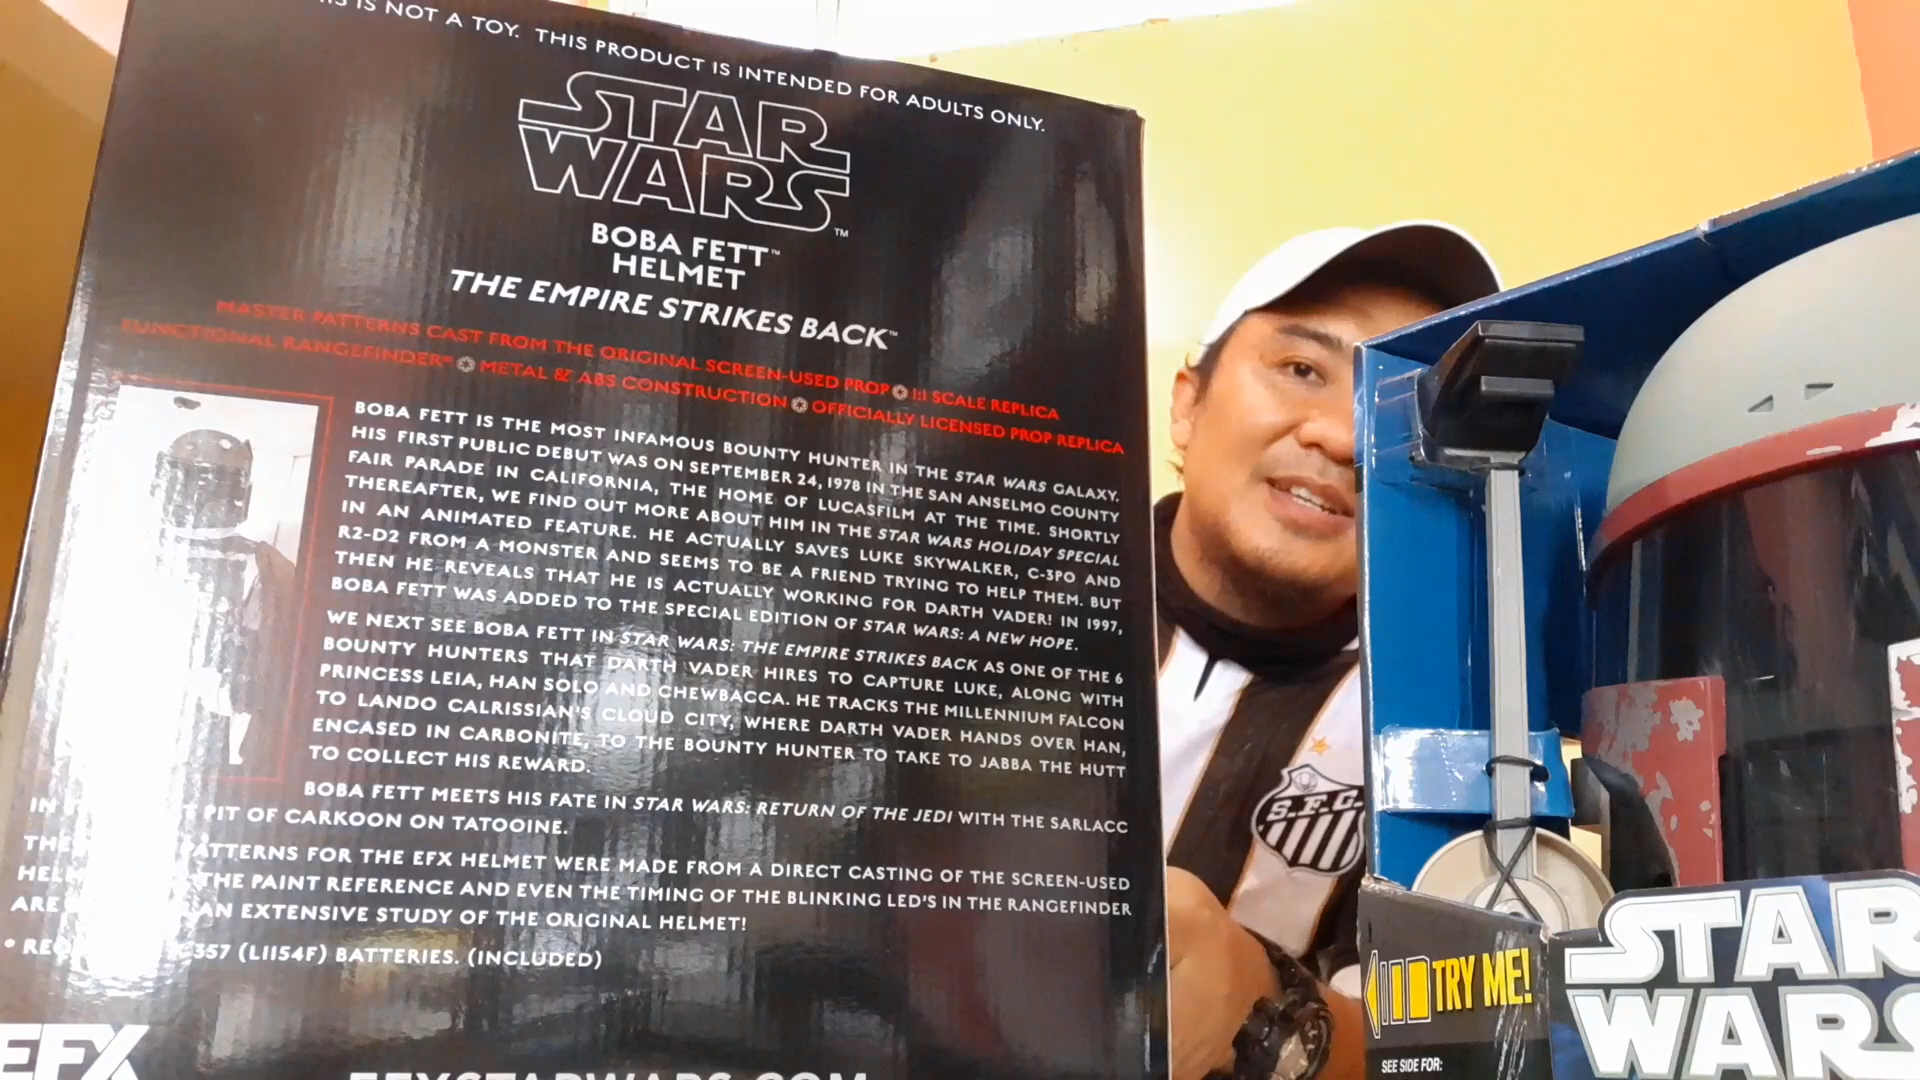 IS NOT A TOY. THIS PRODUCT IS INTENDED FOR ADULTS ONLY.
STAR
WARS™
BOBA FETT™
HELMET
THE EMPIRE STRIKES BACK™
MASTER PATTERNS CAST FROM THE ORIGINAL SCREEN-USED PROP 1:1 SCALE REPLICA
FUNCTIONAL RANGEFINDER* METAL & ABS CONSTRUCTION OFFICIALLY LICENSED PROP REPLICA
BOBA FETT IS THE MOST INFAMOUS BOUNTY HUNTER IN THE STAR WARS GALAXY.
HIS FIRST PUBLIC DEBUT WAS ON SEPTEMBER 24, 1978 IN THE SAN ANSELMO COUNTY
FAIR PARADE IN CALIFORNIA, THE HOME OF LUCASFILM AT THE TIME. SHORTLY
THEREAFTER, WE FIND OUT MORE ABOUT HIM IN THE STAR WARS HOLIDAY SPECIAL
IN AN ANIMATED FEATURE. HE ACTUALLY SAVES LUKE SKYWALKER, C-3PO AND
R2-D2 FROM A MONSTER AND SEEMS TO BE A FRIEND TRYING TO HELP THEM. BUT
THEN HE REVEALS THAT HE IS ACTUALLY WORKING FOR DARTH VADER! IN 1997,
BOBA FETT WAS ADDED TO THE SPECIAL EDITION OF STAR WARS: A NEW HOPE.
WE NEXT SEE BOBA FETT IN STAR WARS: THE EMPIRE STRIKES BACK AS ONE OF THE 6
BOUNTY HUNTERS THAT DARTH VADER HIRES TO CAPTURE LUKE, ALONG WITH
PRINCESS LEIA, HAN SOLO AND CHEWBACCA. HE TRACKS THE MILLENNIUM FALCON
TO LANDO CALRISSIAN'S CLOUD CITY, WHERE DARTH VADER HANDS OVER HAN,
ENCASED IN CARBONITE, TO THE BOUNTY HUNTER TO TAKE TO JABBA THE HUTT
TO COLLECT HIS REWARD.
BOBA FETT MEETS HIS FATE IN STAR WARS: RETURN OF THE JEDI WITH THE SARLACC
IN PIT OF CARKOON ON TATOOINE.
PATTERNS FOR THE EFX HELMET WERE MADE FROM A DIRECT CASTING OF THE SCREEN-USED
THE PAINT REFERENCE AND EVEN THE TIMING OF THE BLINKING LED'S IN THE RANGEFINDER
ARE AN EXTENSIVE STUDY OF THE ORIGINAL HELMET!
357 (L1154F) BATTERIES. (INCLUDED)
EFX
EFXSTARWARS.COM
S.F.C.
TRY ME!
SEE SIDE FOR:
STAR
WARS